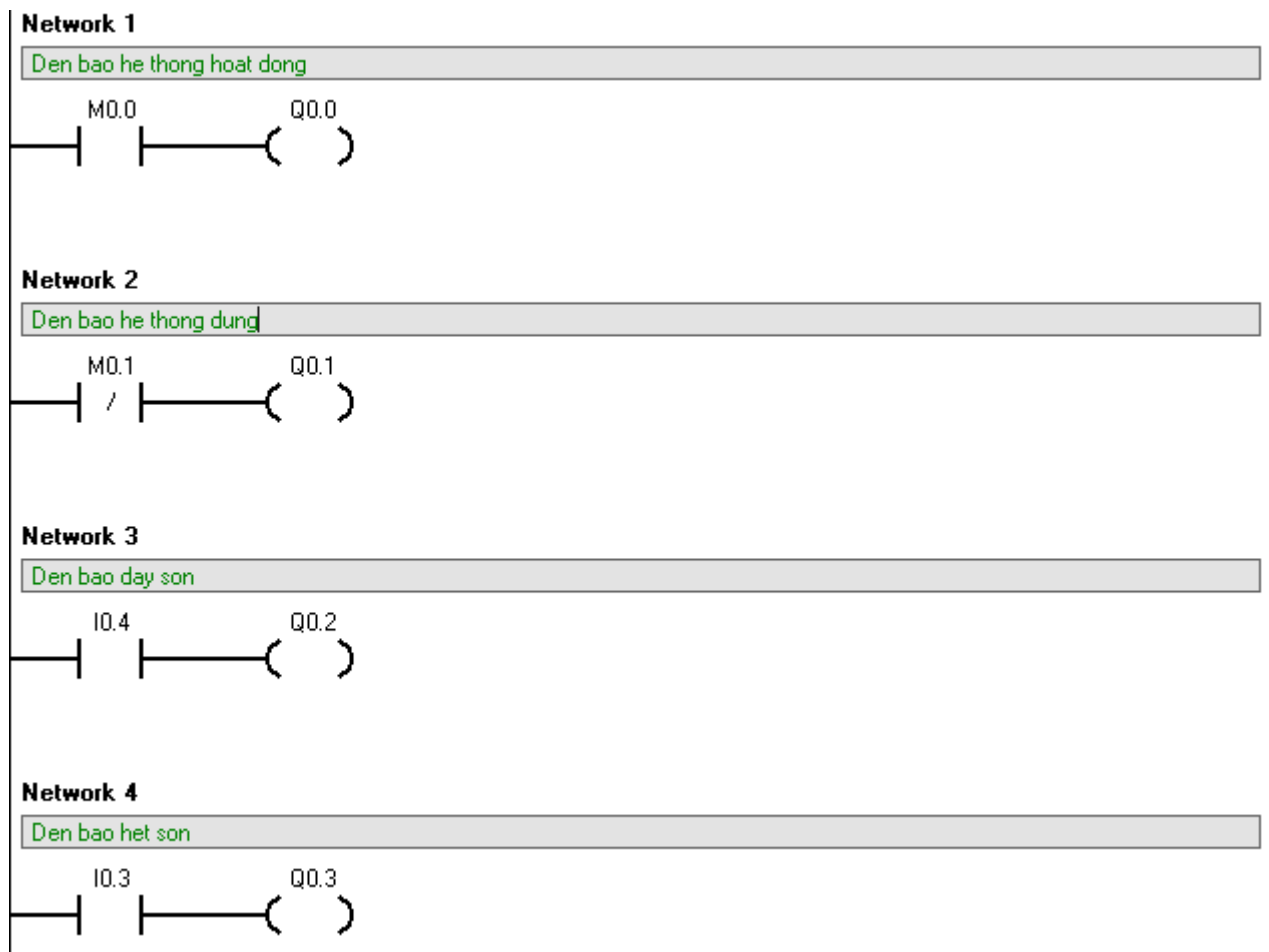 Network 1
Den bao he thong hoat dong
M0.0 Q0.0
Network 2
Den bao he thong dung
M0.1 Q0.1
/
Network 3
Den bao day son
I0.4 Q0.2
Network 4
Den bao het son
I0.3 Q0.3